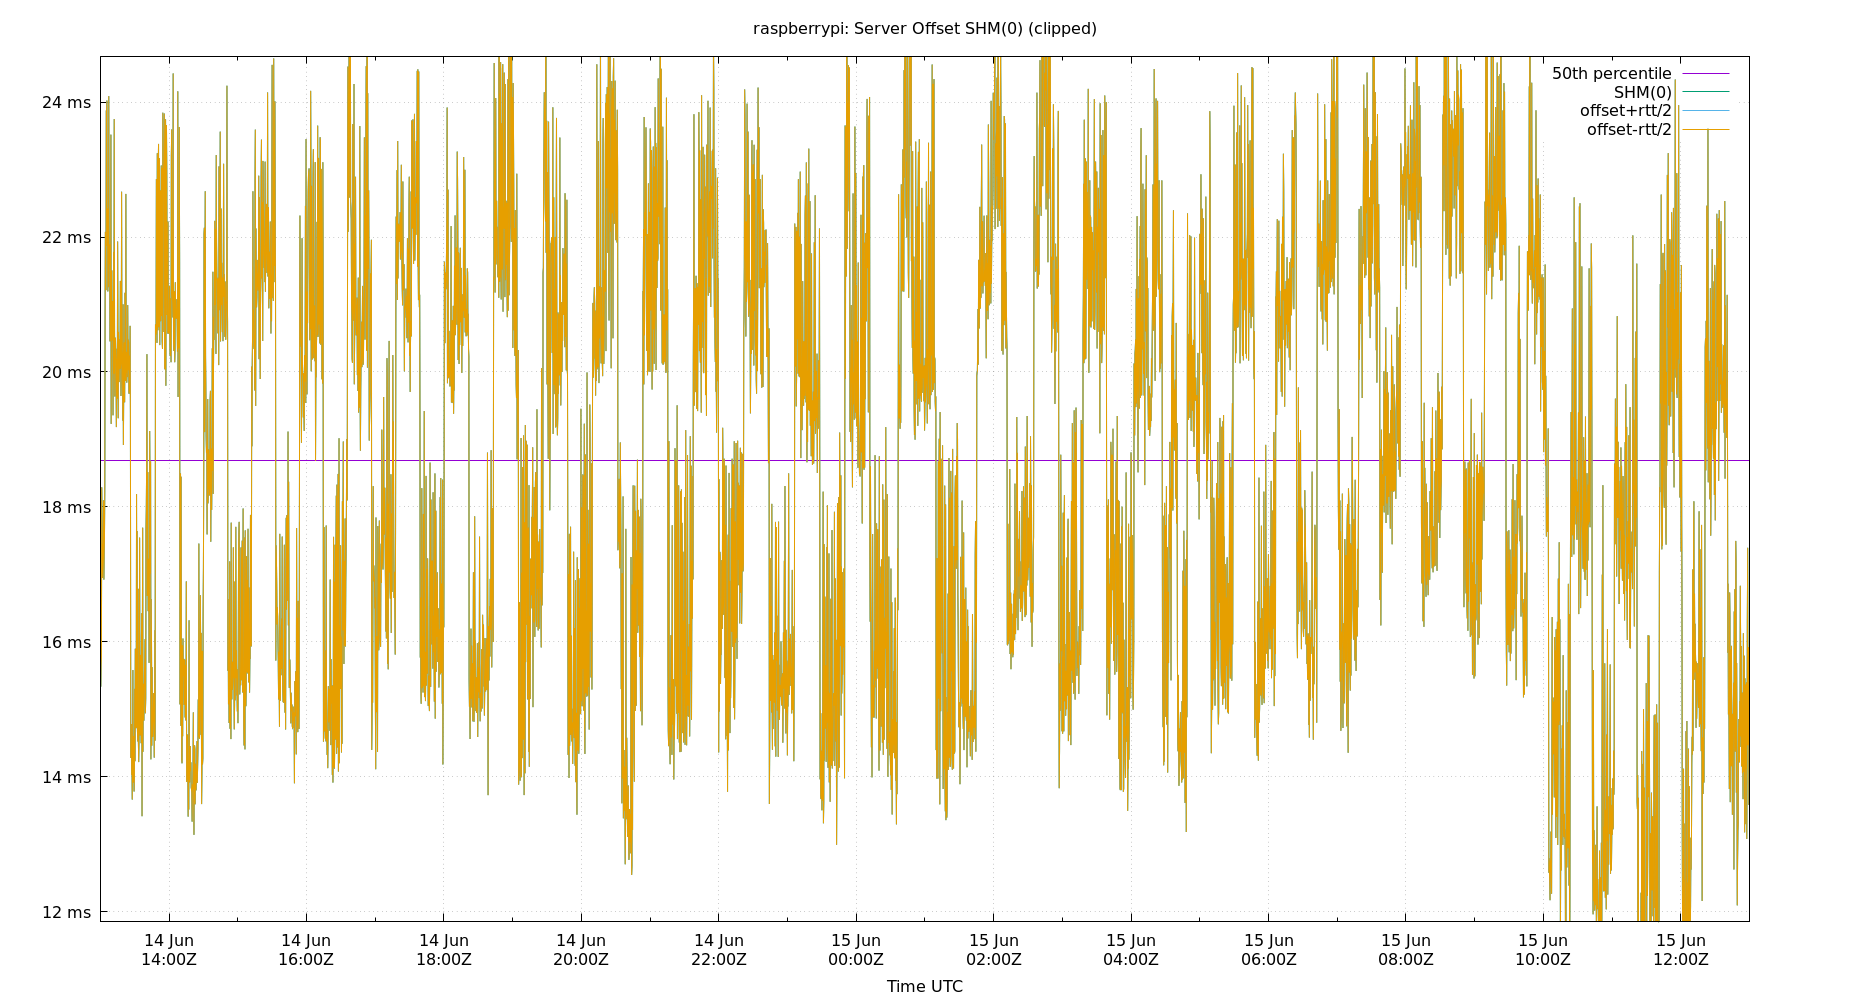 raspberrypi: Server Offset SHM(0) (clipped)
50th percentile
SHM(0)
offset+rtt/2
offset-rtt/2
24 ms
22 ms
20 ms
18 ms
16 ms
14 ms
12 ms
14 Jun 14 Jun 14 Jun 14 Jun 14 Jun 15 Jun 15 Jun 15 Jun 15 Jun 15 Jun 15 Jun 15 Jun
14:00Z 16:00Z 18:00Z 20:00Z 22:00Z 00:00Z 02:00Z 04:00Z 06:00Z 08:00Z 10:00Z 12:00Z
Time UTC